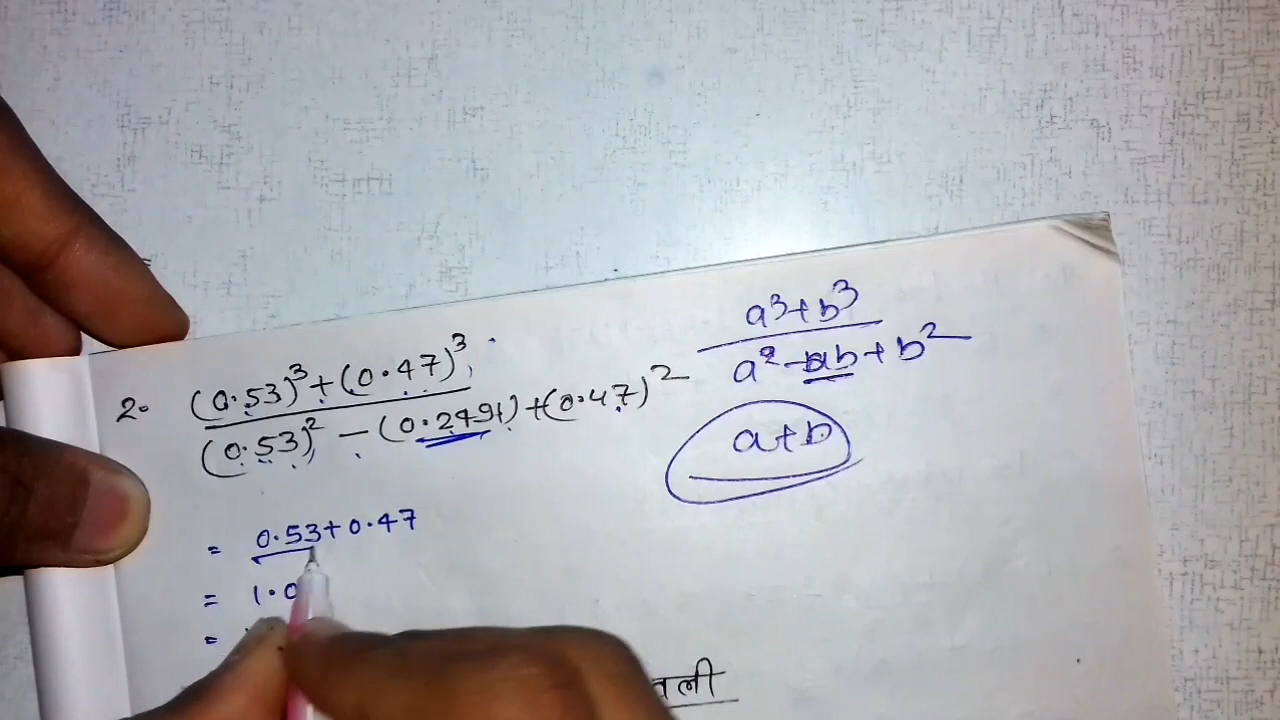 2. (0.53)³ + (0.47)³
(0.53)² - (0.2491) + (0.47)²
a³+b³
a²-ab+b²
a+b
= 0.53+0.47
= 1.0
=